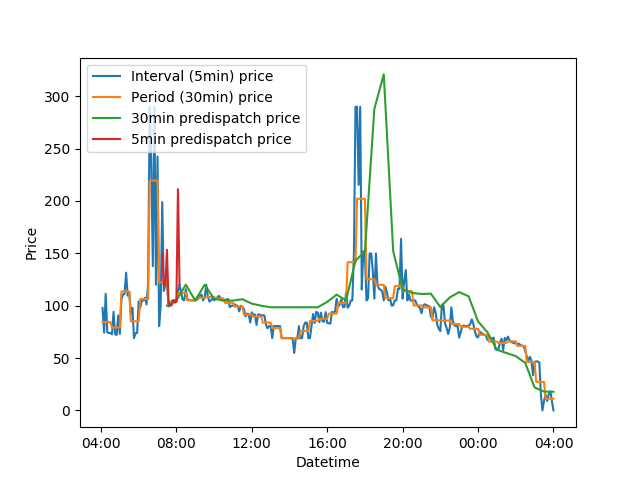 Interval (5min) price
Period (30min) price
30min predispatch price
5min predispatch price
300
250
200
150
100
50
0
Price
04:00 08:00 12:00 16:00 20:00 00:00 04:00
Datetime